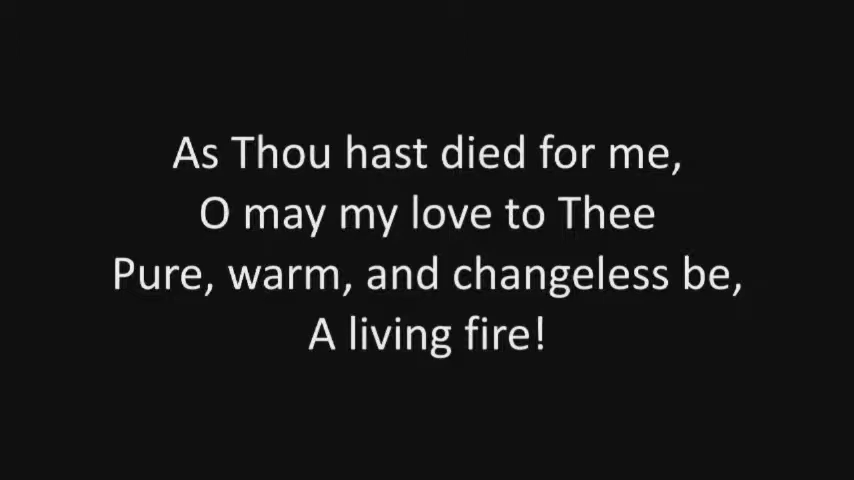 As Thou hast died for me,
O may my love to Thee
Pure, warm, and changeless be,
A living fire!